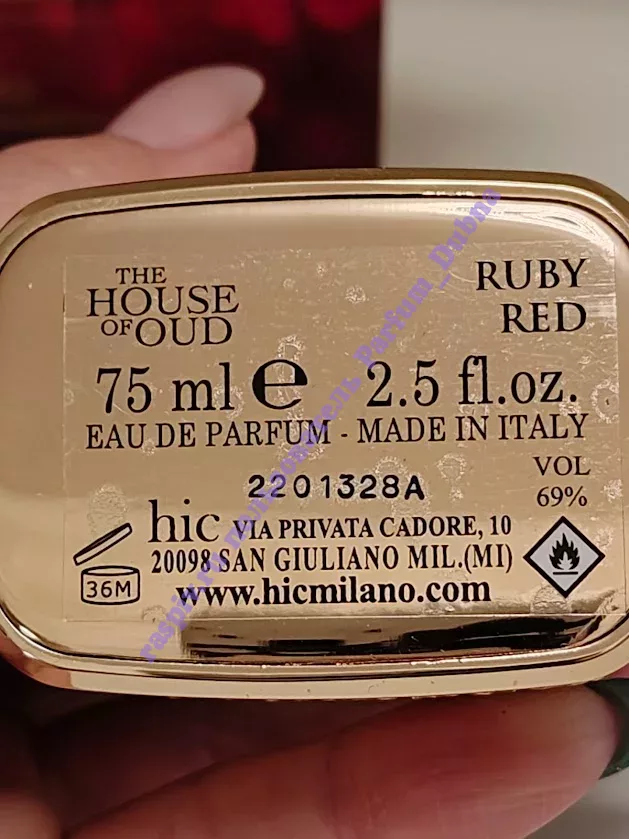 THE
HOUSE
OF OUD
RUBY
RED
75 ml e 2.5 fl.oz.
EAU DE PARFUM - MADE IN ITALY
2201328A
VOL
69%
hic VIA PRIVATA CADORE, 10
20098 SAN GIULIANO MIL.(MI)
www.hicmilano.com
36M
Parfum_Dubna